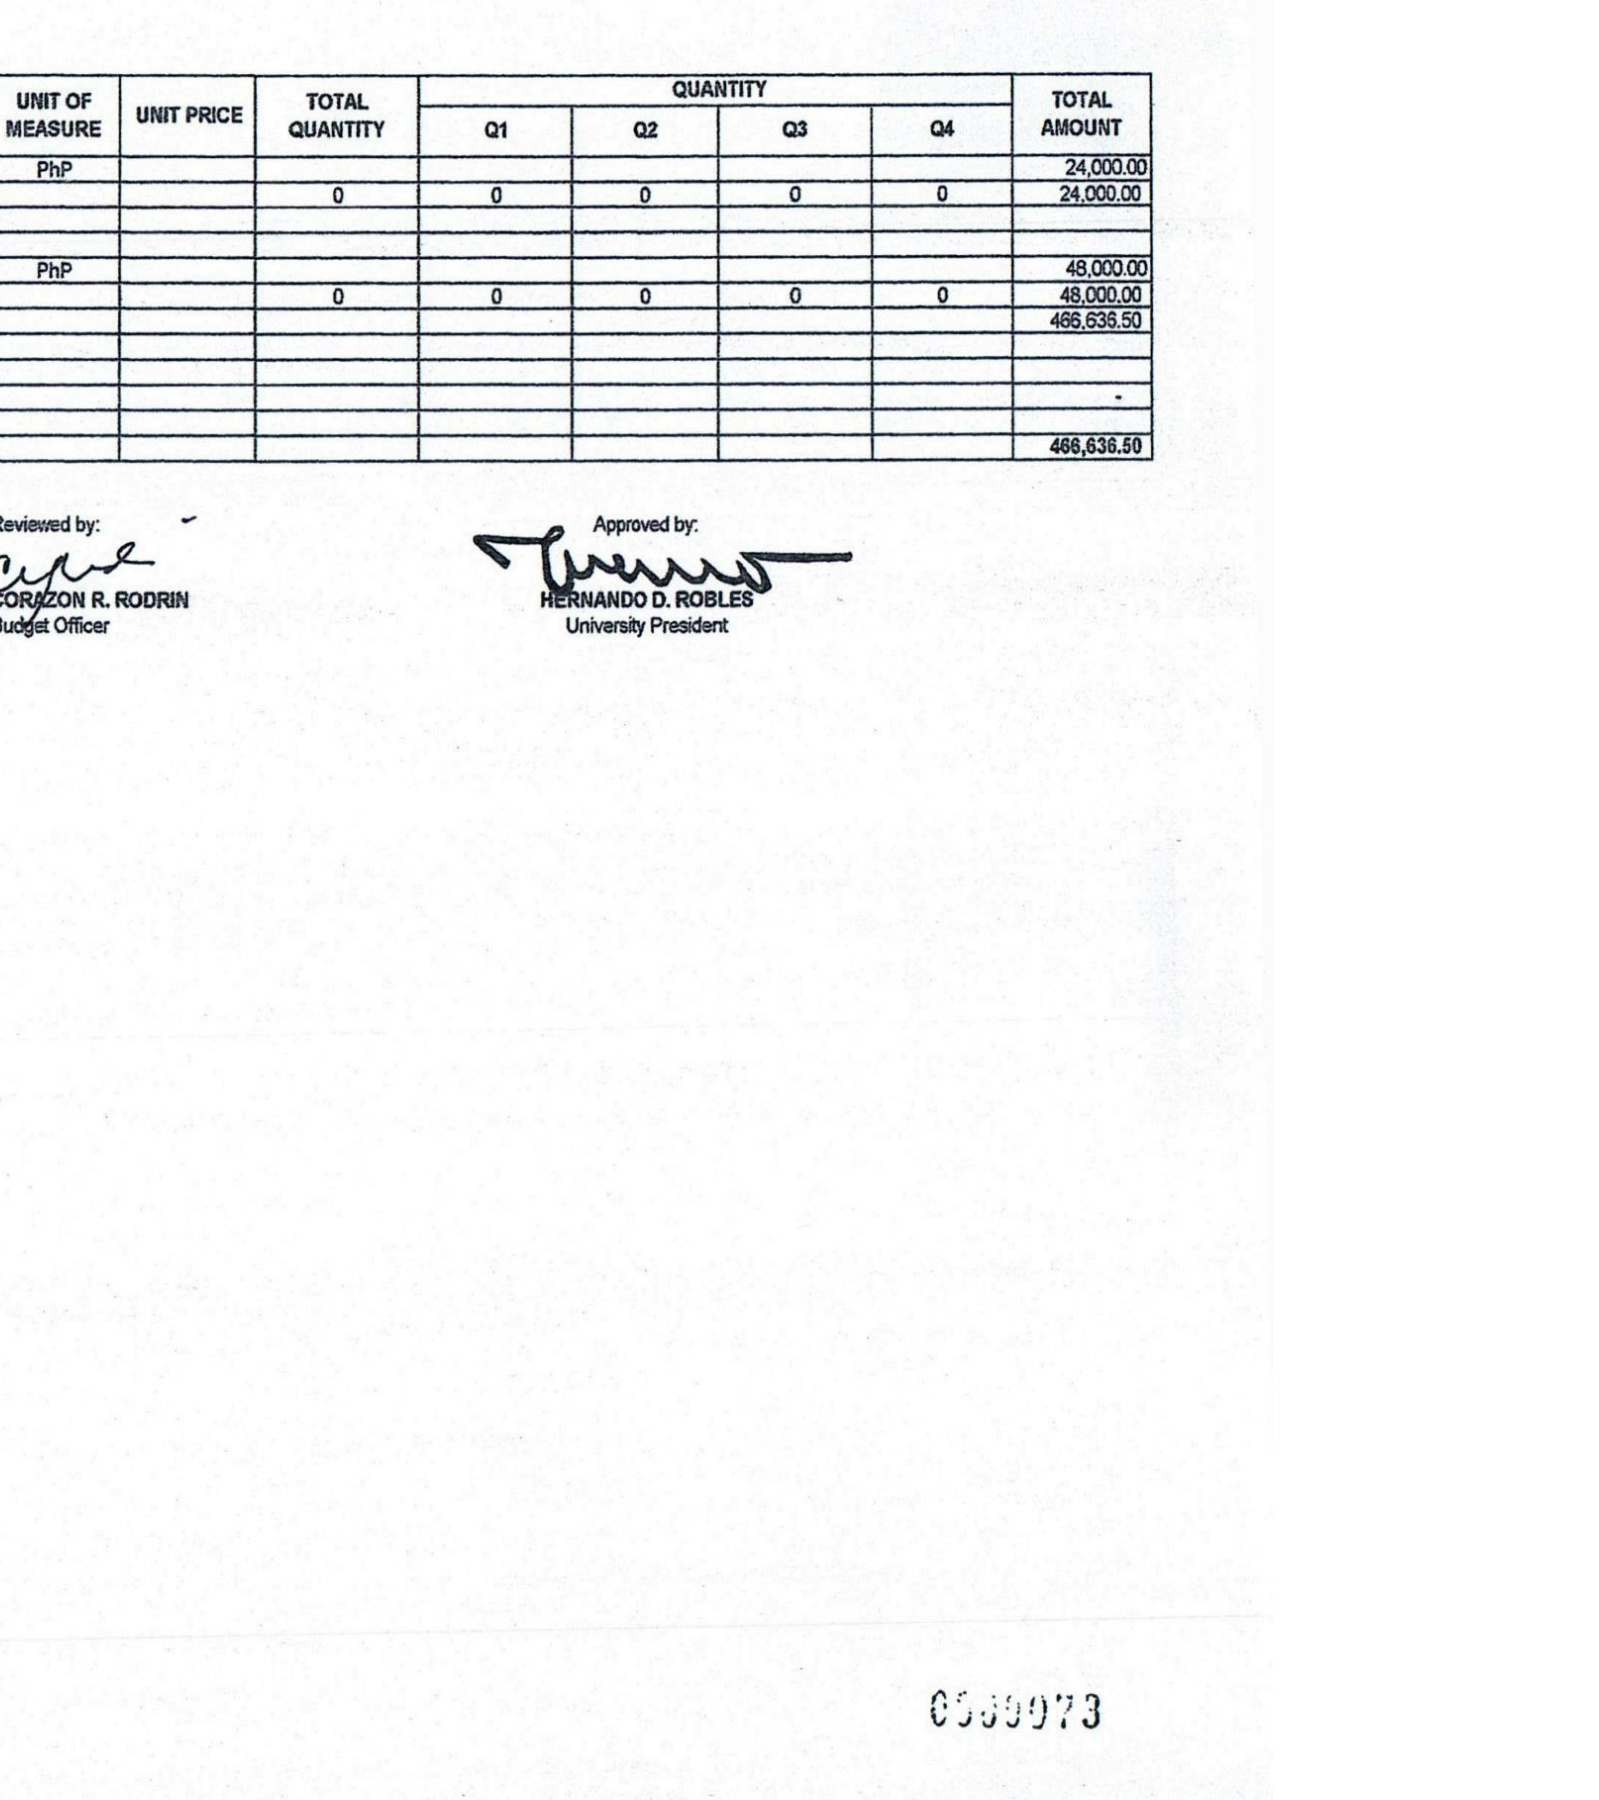 UNIT OF MEASURE UNIT PRICE TOTAL QUANTITY QUANTITY TOTAL AMOUNT
Q1 Q2 Q3 Q4
PhP 24,000.00
0 0 0 0 0 24,000.00
PhP 48,000.00
0 0 0 0 0 48,000.00
466,636.50
-
466,636.50
Reviewed by: Approved by:
CORAZON R. RODRIN HERNANDO D. ROBLES
Budget Officer University President